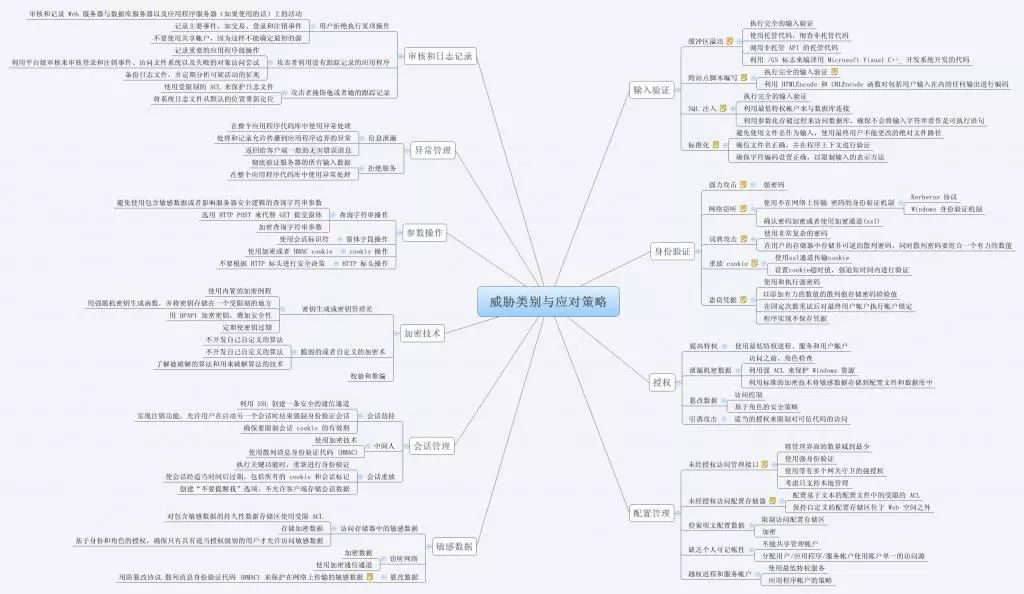 威胁类别与应对策略
输入验证
缓冲区溢出
执行完全的输入验证
使用托管代码，彻查非托管代码
调用非托管 API 的托管代码
利用 /GS 标志来编译用 Microsoft Visual C++ 开发系统开发的代码
跨站点脚本编写
执行完全的输入验证
利用 HTMLEncode 和 URLEncode 函数对包括用户输入在内的任何输出进行编码
SQL 注入
执行完全的输入验证
利用最低特权帐户来与数据库连接
利用参数化存储过程来访问数据库，确保不会将输入字符串看作是可执行语句
标准化
避免使用文件名作为输入，使用最终用户不能更改的绝对文件路径
确信文件名正确，并在程序上下文进行验证
确保字符编码设置正确，以限制输入的表示方法
身份验证
强力攻击
强密码
网络窃听
使用不在网络上传输 密码的身份验证机制
Kerberos 协议
Windows 身份验证机制
确认密码加密或者使用加密通道(ssl)
词典攻击
使用非常复杂的密码
在用户的存储器中存储非可逆的散列密码，同时散列密码要组合一个有力的数值
重放 cookie
使用ssl通道传输cookie
设置cookie超时值，强迫短时间内进行验证
盗窃凭据
使用和执行强密码
以添加有力的数值的散列值存储密码检验值
在固定次数重试后对最终用户帐户执行帐户锁定
程序实现不保存凭据
授权
提高特权
使用最低特权进程、服务和用户帐户
泄漏机密数据
访问之前，角色检查
利用强 ACL 来保护 Windows 资源
利用标准的加密技术将敏感数据存储到配置文件和数据库中
篡改数据
访问控制
基于角色的安全策略
引诱攻击
适当的授权来限制对可信代码的访问
配置管理
未经授权访问管理接口
将管理界面的数量减到最少
使用强身份验证
使用带有多个网关守卫的强授权
考虑只支持本地管理
未经授权访问配置存储器
配置基于文本的配置文件中的受限的 ACL
保持自定义的配置存储区位于 Web 空间之外
检索明文配置数据
限制访问配置存储区
加密
缺乏个人可记帐性
不能共享管理帐户
分配用户/应用程序/服务帐户使用账户单一的访问源
越权进程和服务帐户
使用最低特权服务
应用程序帐户的策略
审核和日志记录
用户拒绝执行某项操作
审核和记录 Web 服务器与数据库服务器以及应用程序服务器（如果使用的话）上的活动
记录主要事件，如交易、登录和注销事件
不要使用共享帐户，因为这样不能确定最初的源
攻击者利用没有跟踪记录的应用程序
记录重要的应用程序级操作
利用平台级审核来审核登录和注销事件、访问文件系统以及失败的对象访问尝试
备份日志文件，并定期分析可疑活动的征兆
攻击者掩饰他或者她的跟踪记录
使用受限制的 ACL 来保护日志文件
将系统日志文件从默认的位置重新定位
异常管理
信息泄漏
在整个应用程序代码库中使用异常处理
处理和记录允许传播到应用程序边界的异常
返回给客户端一般的无害错误消息
拒绝服务
彻底验证服务器的所有输入数据
在整个应用程序代码库中使用异常处理
参数操作
查询字符串操作
避免使用包含敏感数据或者影响服务器安全逻辑的查询字符串参数
选用 HTTP POST 来代替 GET 提交窗体
加密查询字符串参数
窗体字段操作
使用会话标识符
cookie 操作
使用加密或者 HMAC cookie
HTTP 标头操作
不要根据 HTTP 标头进行安全决策
加密技术
密钥生成或密钥管理差
使用内置的加密例程
用强随机密钥生成函数，并将密钥存储在一个受限制的地方
用 DPAPI 加密密钥，增加安全性
定期使密钥过期
脆弱的或者自定义的加密术
不开发自己自定义的算法
不开发自己自定义的算法
了解被破解的算法和用来破解算法的技术
校验和欺骗
会话管理
会话劫持
利用 SSL 创建一条安全的通信通道
实现注销功能，允许用户在启动另一个会话时结束强制身份验证会话
确保要限制会话 cookie 的有效期
中间人
使用加密技术
使用散列消息身份验证代码 (HMAC)
会话重放
执行关键功能时，重新进行身份验证
使会话经适当时间后过期，包括所有的 cookie 和会话标记
创建“不要提醒我”选项，不允许客户端存储会话数据
敏感数据
访问存储器中的敏感数据
对包含敏感数据的持久性数据存储区使用受限 ACL
存储加密数据
基于身份和角色的授权，确保只有具有适当授权级别的用户才允许访问敏感数据
窃听网络
加密数据
使用加密通信通道
篡改数据
用防篡改协议,散列消息身份验证代码 (HMAC) 来保护在网络上传输的敏感数据